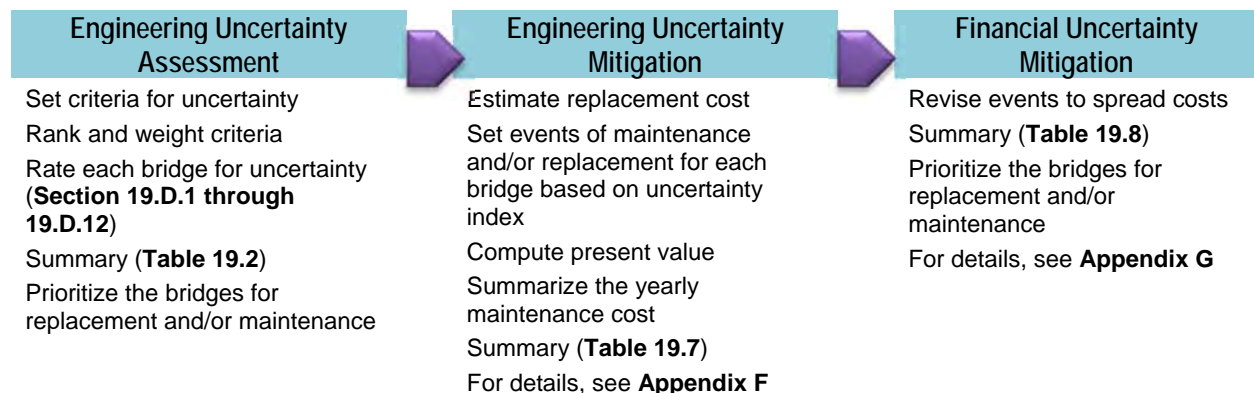 Engineering Uncertainty
Assessment
Set criteria for uncertainty
Rank and weight criteria
Rate each bridge for uncertainty
(Section 19.D.1 through
19.D.12)
Summary (Table 19.2)
Prioritize the bridges for
replacement and/or maintenance
Engineering Uncertainty
Mitigation
Estimate replacement cost
Set events of maintenance
and/or replacement for each
bridge based on uncertainty
index
Compute present value
Summarize the yearly
maintenance cost
Summary (Table 19.7)
For details, see Appendix F
Financial Uncertainty
Mitigation
Revise events to spread costs
Summary (Table 19.8)
Prioritize the bridges for
replacement and/or
maintenance
For details, see Appendix G